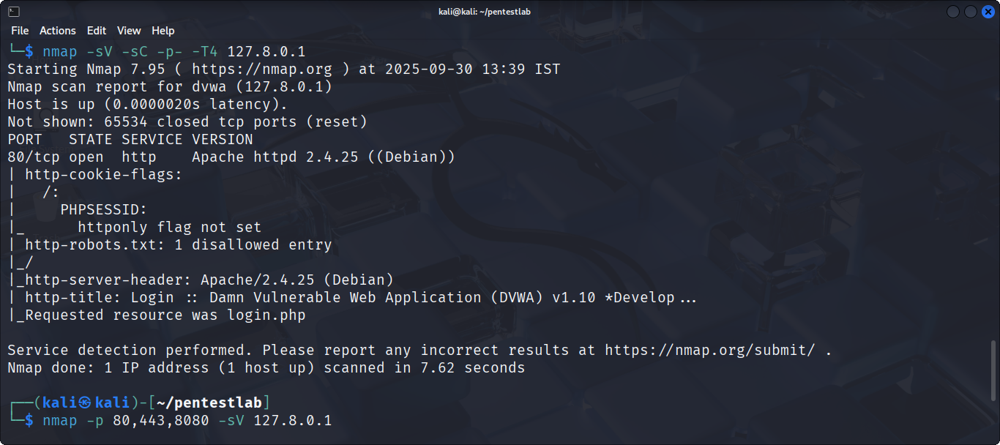 kali@kali: ~/pentestlab
File Actions Edit View Help
└─$ nmap -sV -sC -p- -T4 127.8.0.1
Starting Nmap 7.95 ( https://nmap.org ) at 2025-09-30 13:39 IST
Nmap scan report for dvwa (127.8.0.1)
Host is up (0.0000020s latency).
Not shown: 65534 closed tcp ports (reset)
PORT   STATE SERVICE VERSION
80/tcp open  http    Apache httpd 2.4.25 ((Debian))
| http-cookie-flags:
|   /:
|     PHPSESSID:
|_      httponly flag not set
| http-robots.txt: 1 disallowed entry
|_/
|_http-server-header: Apache/2.4.25 (Debian)
| http-title: Login :: Damn Vulnerable Web Application (DVWA) v1.10 *Develop...
|_Requested resource was login.php
Service detection performed. Please report any incorrect results at https://nmap.org/submit/ .
Nmap done: 1 IP address (1 host up) scanned in 7.62 seconds
┌──(kali㉿kali)-[~/pentestlab]
└─$ nmap -p 80,443,8080 -sV 127.8.0.1